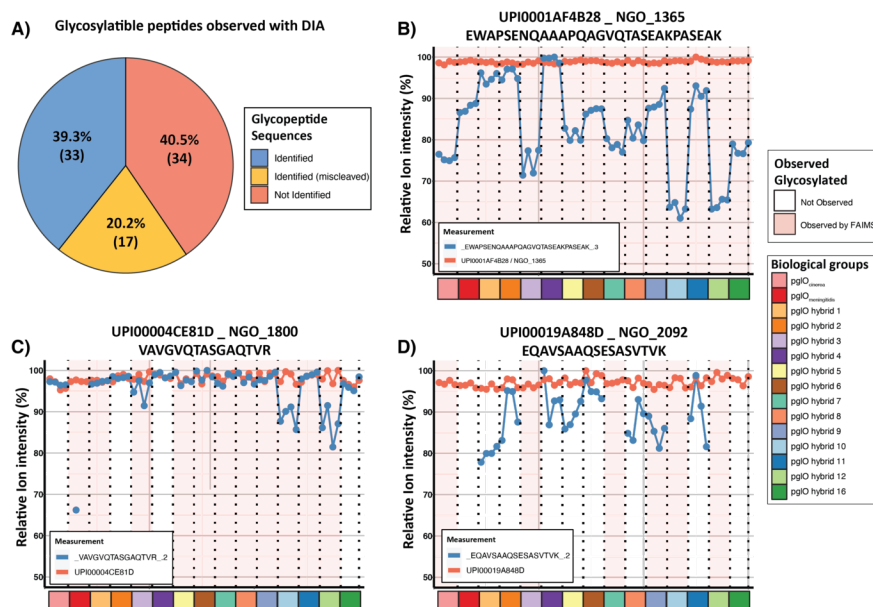 A)
Glycosylatible peptides observed with DIA
39.3%
(33)
40.5%
(34)
20.2%
(17)
Glycopeptide
Sequences
Identified
Identified (miscleaved)
Not Identified
B)
UPI0001AF4B28 _ NGO_1365
EWAPSENQAAAPQAGVQTASEAKPASEAK
Relative Ion intensity (%)
100
90
80
70
60
50
Measurement
_EWAPSENQAAAPQAGVQTASEAKPASEAK_.3
UPI0001AF4B28 / NGO_1365
Observed
Glycosylated
Not Observed
Observed by FAIMS
Biological groups
pglO cinerea
pglO meningitidis
pglO hybrid 1
pglO hybrid 2
pglO hybrid 3
pglO hybrid 4
pglO hybrid 5
pglO hybrid 6
pglO hybrid 7
pglO hybrid 8
pglO hybrid 9
pglO hybrid 10
pglO hybrid 11
pglO hybrid 12
pglO hybrid 16
C)
UPI00004CE81D _ NGO_1800
VAVGVQTASGAQTVR
Relative Ion intensity (%)
100
90
80
70
60
50
Measurement
_VAVGVQTASGAQTVR_.2
UPI00004CE81D
D)
UPI00019A848D _ NGO_2092
EQAVSAAQSESASVTVK
Relative Ion intensity (%)
100
90
80
70
60
50
Measurement
_EQAVSAAQSESASVTVK_.2
UPI00019A848D